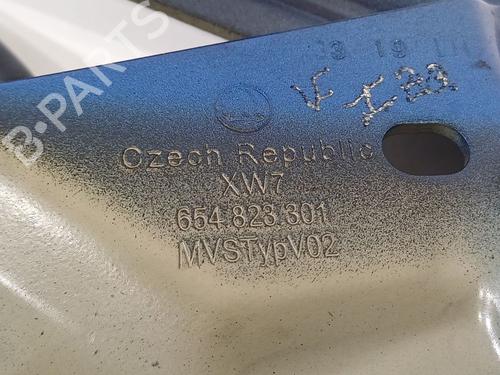 B-PARTS
Czech Republic
XW7
654.823.301
MVSTypV02